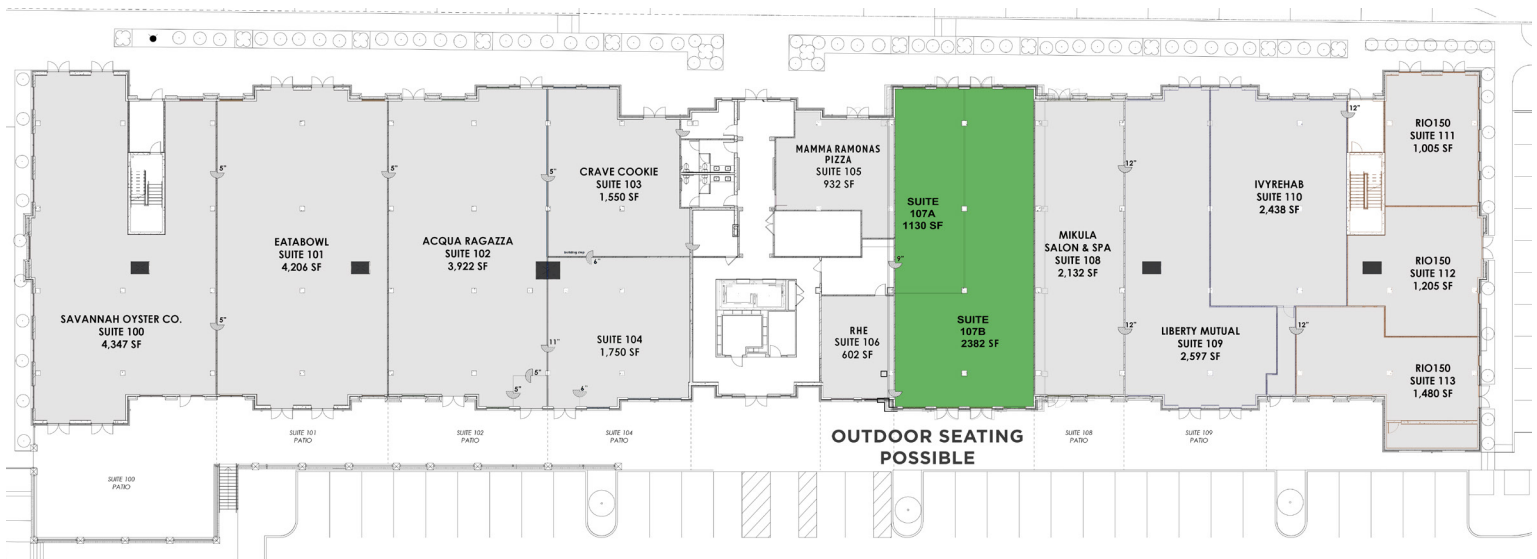 SAVANNAH OYSTER CO.
SUITE 100
4,347 SF
5"
5"
EATABOWL
SUITE 101
4,206 SF
5"
ACQUA RAGAZZA
SUITE 102
3,922 SF
5"
11"
5"
5"
CRAVE COOKIE
SUITE 103
1,550 SF
6"
SUITE 104
1,750 SF
6"
MAMMA RAMONAS
PIZZA
SUITE 105
932 SF
RHE
SUITE 106
602 SF
9"
SUITE
107A
1130 SF
SUITE
107B
2382 SF
MIKULA
SALON & SPA
SUITE 108
2,132 SF
12"
12"
LIBERTY MUTUAL
SUITE 109
2,597 SF
IVYREHAB
SUITE 110
2,438 SF
12"
12"
RIO150
SUITE 111
1,005 SF
RIO150
SUITE 112
1,205 SF
RIO150
SUITE 113
1,480 SF
SUITE 100
PATIO
SUITE 101
PATIO
SUITE 102
PATIO
SUITE 104
PATIO
OUTDOOR SEATING
POSSIBLE
SUITE 108
PATIO
SUITE 109
PATIO